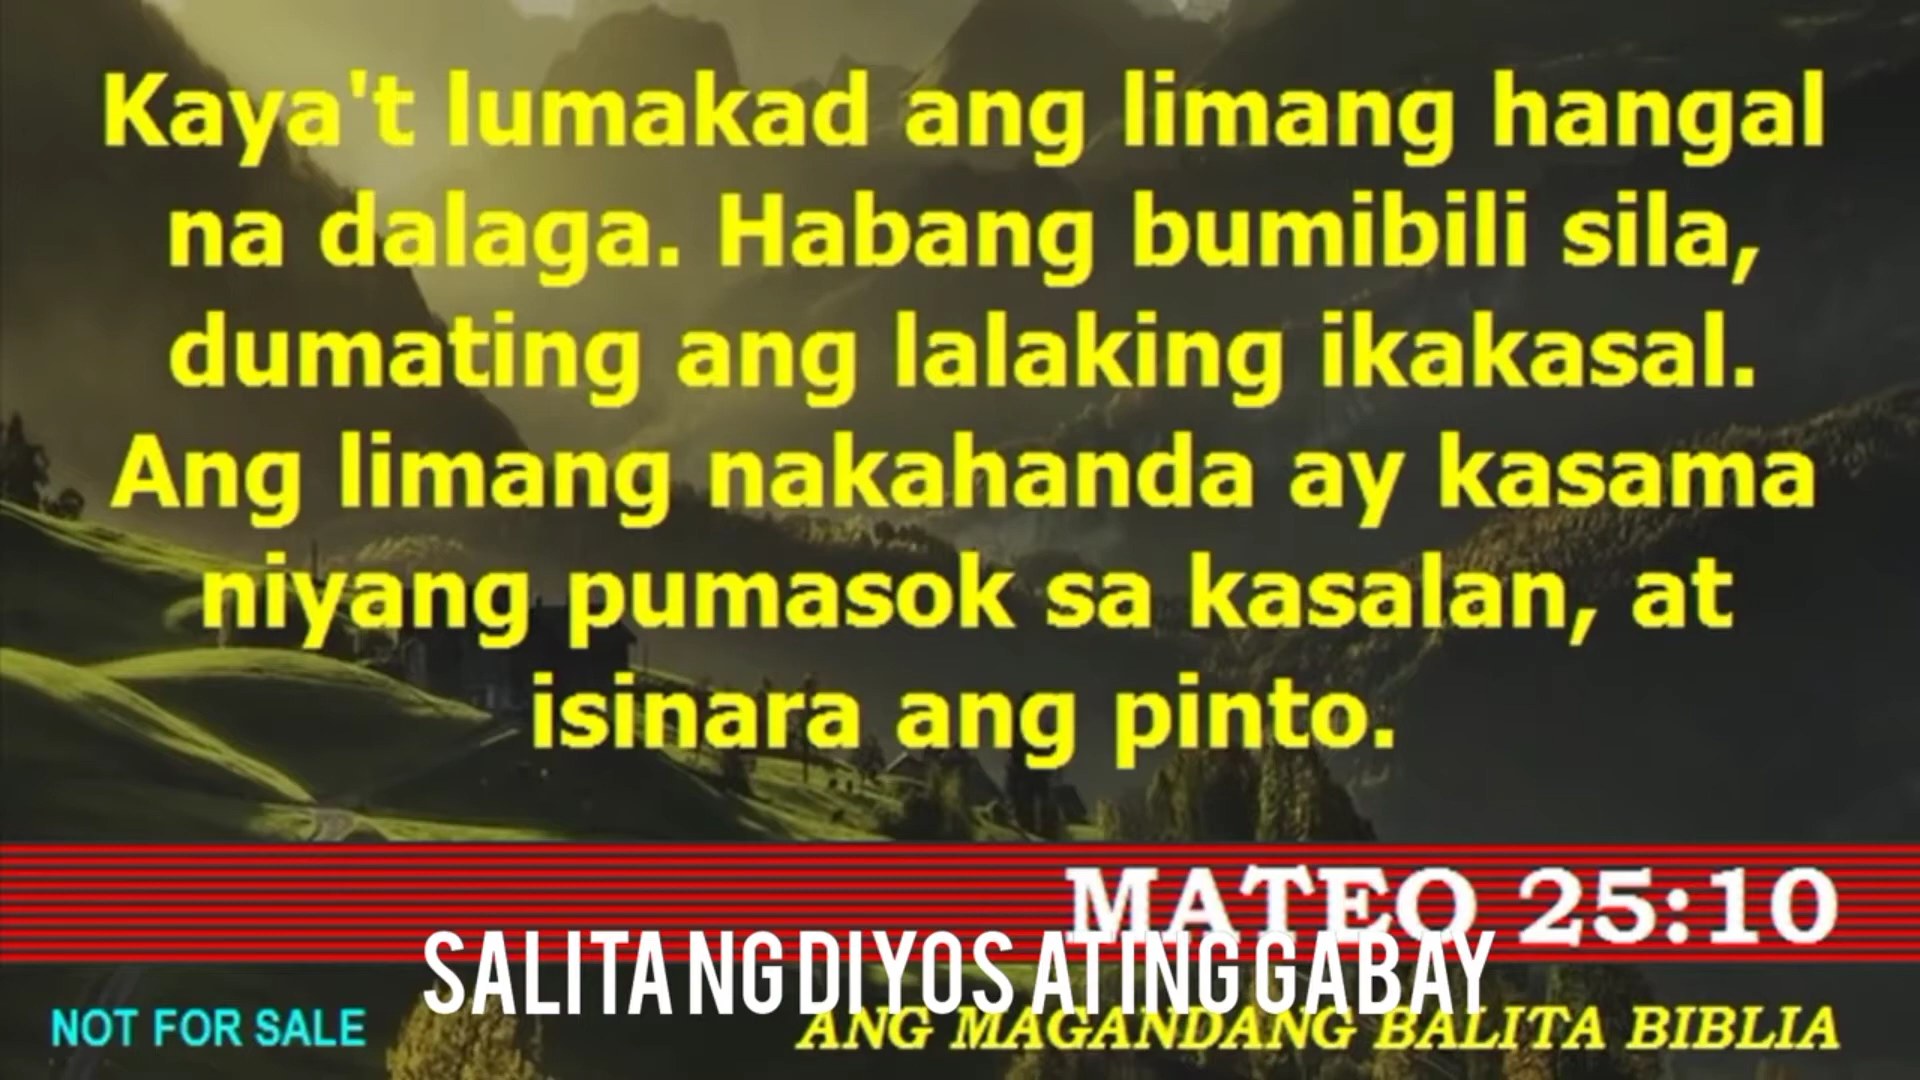 Kaya't lumakad ang limang hangal
na dalaga. Habang bumibili sila,
dumating ang lalaking ikakasal.
Ang limang nakahanda ay kasama
niyang pumasok sa kasalan, at
isinara ang pinto.
MATEO 25:10
SALITA NG DIYOS ATING GABAY
NOT FOR SALE
ANG MAGANDANG BALITA BIBLIA